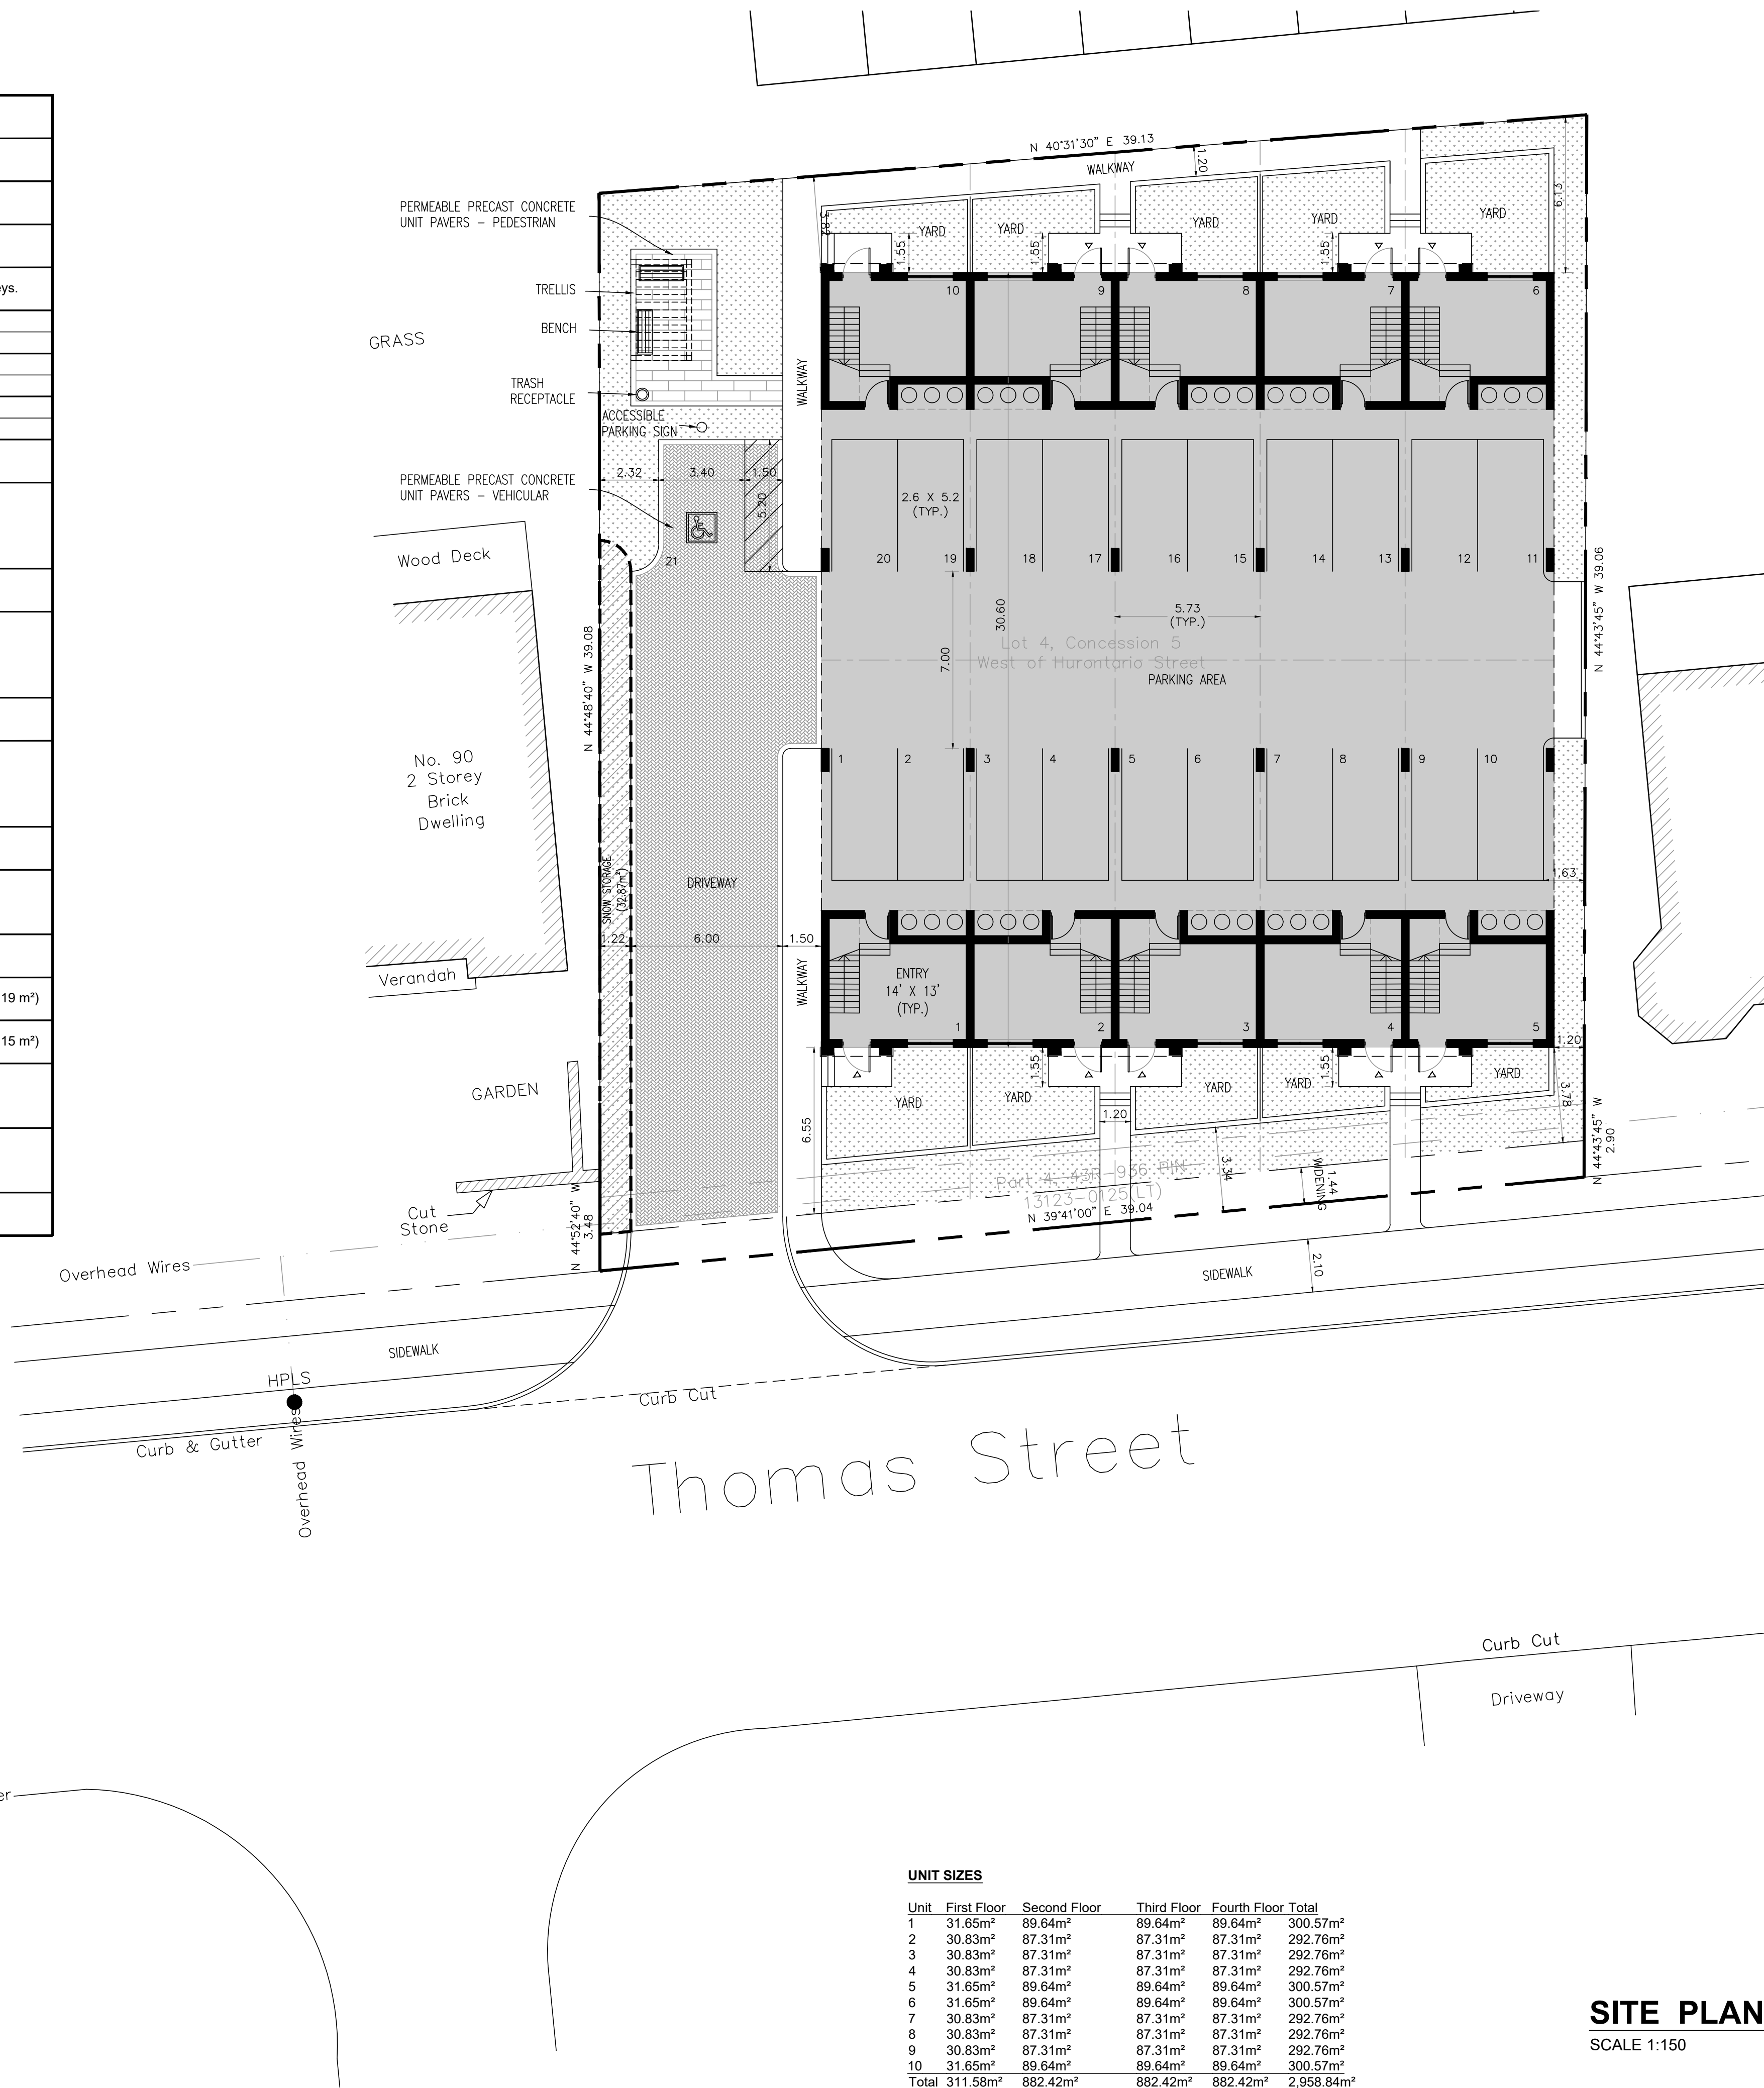 eys.
19 m²)
15 m²)
N 40°31'30" E 39.13
1.20
WALKWAY
PERMEABLE PRECAST CONCRETE
UNIT PAVERS – PEDESTRIAN
TRELLIS
BENCH
TRASH
RECEPTACLE
ACCESSIBLE
PARKING SIGN
PERMEABLE PRECAST CONCRETE
UNIT PAVERS – VEHICULAR
GRASS
WALKWAY
3.82
YARD
YARD
YARD
YARD
YARD
6.13
1.55
1.55
1.55
10
9
8
7
6
2.32
3.40
1.50
5.20
21
2.6 X 5.2
(TYP.)
20
19
18
17
16
15
14
13
12
11
Wood Deck
N 44°48'40" W 39.08
N 44°43'45" W 39.06
30.60
5.73
(TYP.)
7.00
Lot 4, Concession 5
West of Hurontario Street
PARKING AREA
No. 90
2 Storey
Brick
Dwelling
1
2
3
4
5
6
7
8
9
10
SNOW STORAGE
(32.87m²)
DRIVEWAY
1.63
1.22
6.00
1.50
WALKWAY
Verandah
ENTRY
14' X 13'
(TYP.)
1
2
3
4
5
1.20
1.55
1.55
YARD
YARD
YARD
YARD
YARD
3.78
6.55
1.20
GARDEN
Cut
Stone
N 44°52'40" W
3.48
N 44°43'45" W
2.90
Part 4, 43R-936 PIN
13123-0125(LT)
N 39°41'00" E 39.04
3.34
1.44
WIDENING
Overhead Wires
SIDEWALK
2.10
SIDEWALK
HPLS
Curb & Gutter
Overhead Wires
Curb Cut
Thomas Street
Curb Cut
Driveway
er
UNIT SIZES
Unit First Floor Second Floor Third Floor Fourth Floor Total
1 31.65m² 89.64m² 89.64m² 89.64m² 300.57m²
2 30.83m² 87.31m² 87.31m² 87.31m² 292.76m²
3 30.83m² 87.31m² 87.31m² 87.31m² 292.76m²
4 30.83m² 87.31m² 87.31m² 87.31m² 292.76m²
5 31.65m² 89.64m² 89.64m² 89.64m² 300.57m²
6 31.65m² 89.64m² 89.64m² 89.64m² 300.57m²
7 30.83m² 87.31m² 87.31m² 87.31m² 292.76m²
8 30.83m² 87.31m² 87.31m² 87.31m² 292.76m²
9 30.83m² 87.31m² 87.31m² 87.31m² 292.76m²
10 31.65m² 89.64m² 89.64m² 89.64m² 300.57m²
Total 311.58m² 882.42m² 882.42m² 882.42m² 2,958.84m²
SITE PLAN
SCALE 1:150